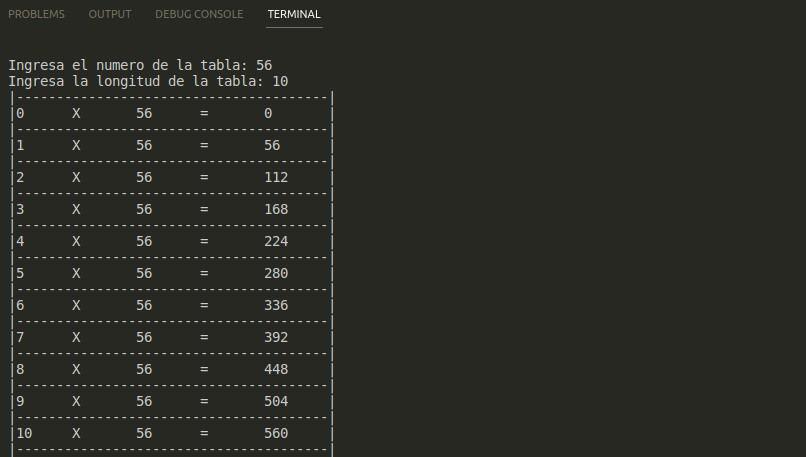 PROBLEMS OUTPUT DEBUG CONSOLE TERMINAL
Ingresa el numero de la tabla: 56
Ingresa la longitud de la tabla: 10
|---------------------------------------|
|0      X       56      =       0       |
|---------------------------------------|
|1      X       56      =       56      |
|---------------------------------------|
|2      X       56      =       112     |
|---------------------------------------|
|3      X       56      =       168     |
|---------------------------------------|
|4      X       56      =       224     |
|---------------------------------------|
|5      X       56      =       280     |
|---------------------------------------|
|6      X       56      =       336     |
|---------------------------------------|
|7      X       56      =       392     |
|---------------------------------------|
|8      X       56      =       448     |
|---------------------------------------|
|9      X       56      =       504     |
|---------------------------------------|
|10     X       56      =       560     |
|---------------------------------------|